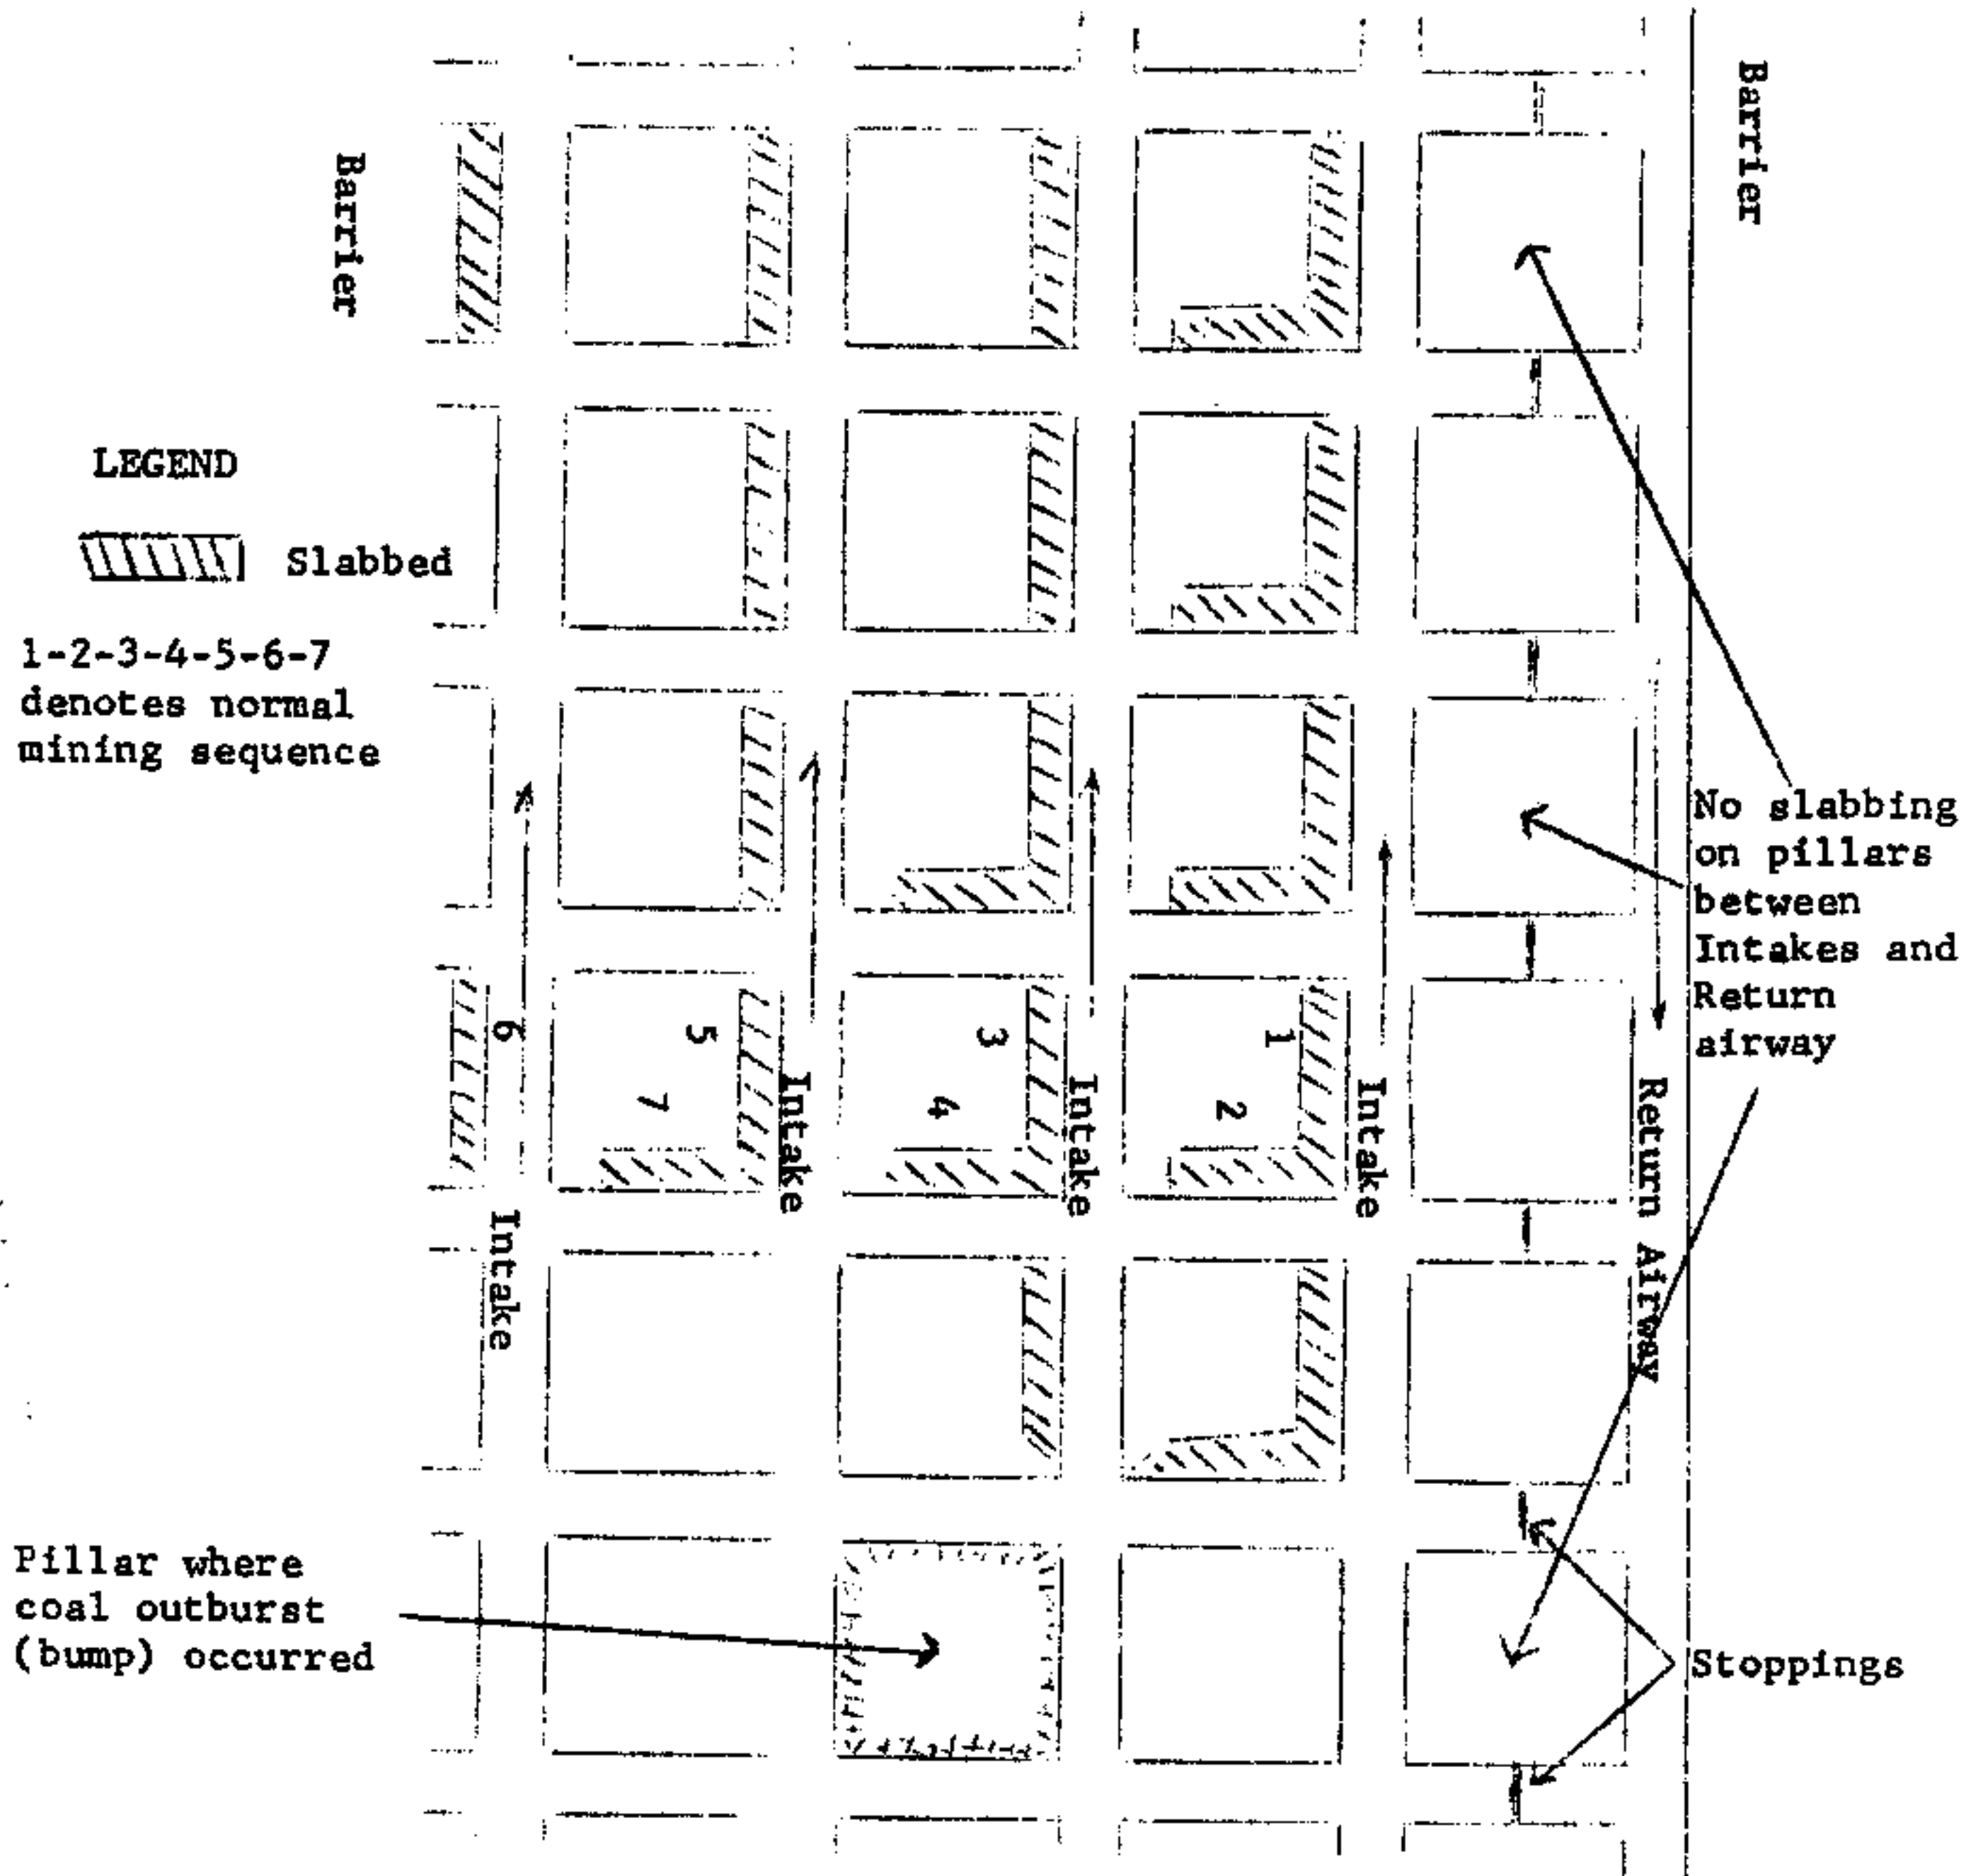 Barrier
Barrier
LEGEND
Slabbed
1-2-3-4-5-6-7
denotes normal
mining sequence
No slabbing
on pillars
between
Intakes and
Return
airway
6
5
3
1
7
4
2
Intake
Intake
Intake
Intake
Return Airway
Pillar where
coal outburst
(bump) occurred
Stoppings